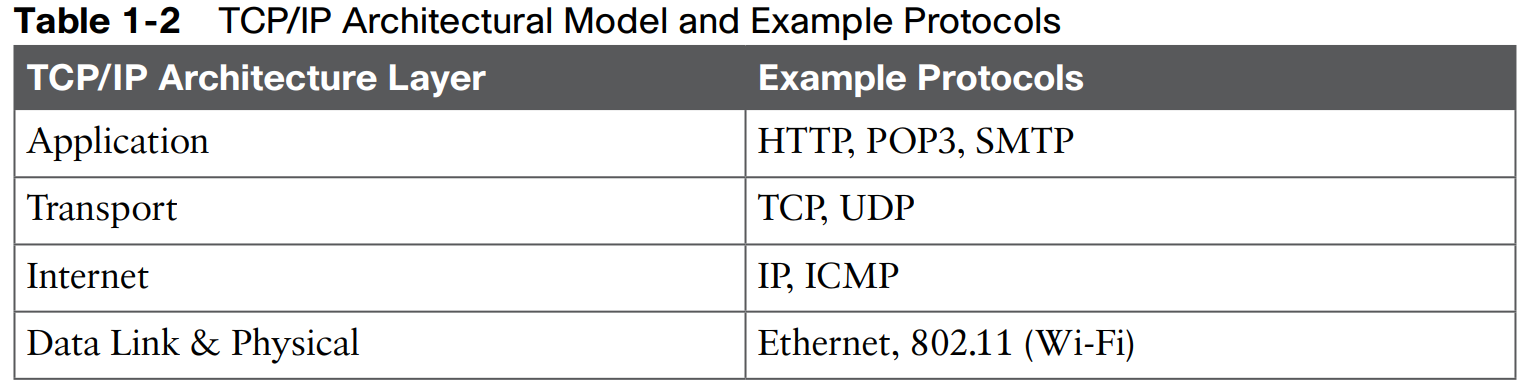 Table 1-2 TCP/IP Architectural Model and Example Protocols
TCP/IP Architecture Layer Example Protocols
Application HTTP, POP3, SMTP
Transport TCP, UDP
Internet IP, ICMP
Data Link & Physical Ethernet, 802.11 (Wi-Fi)